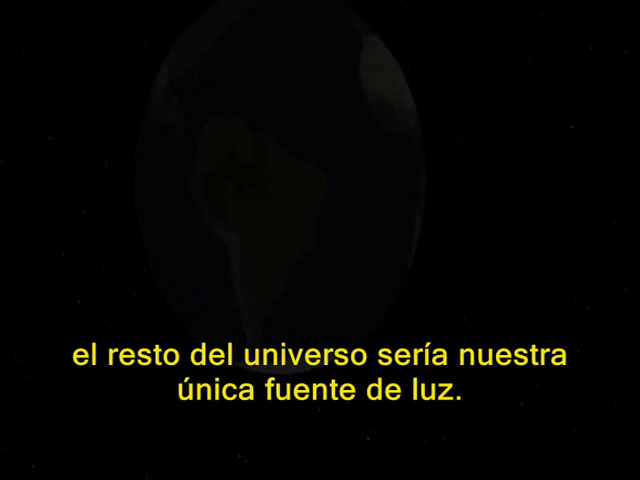 el resto del universo sería nuestra
única fuente de luz.